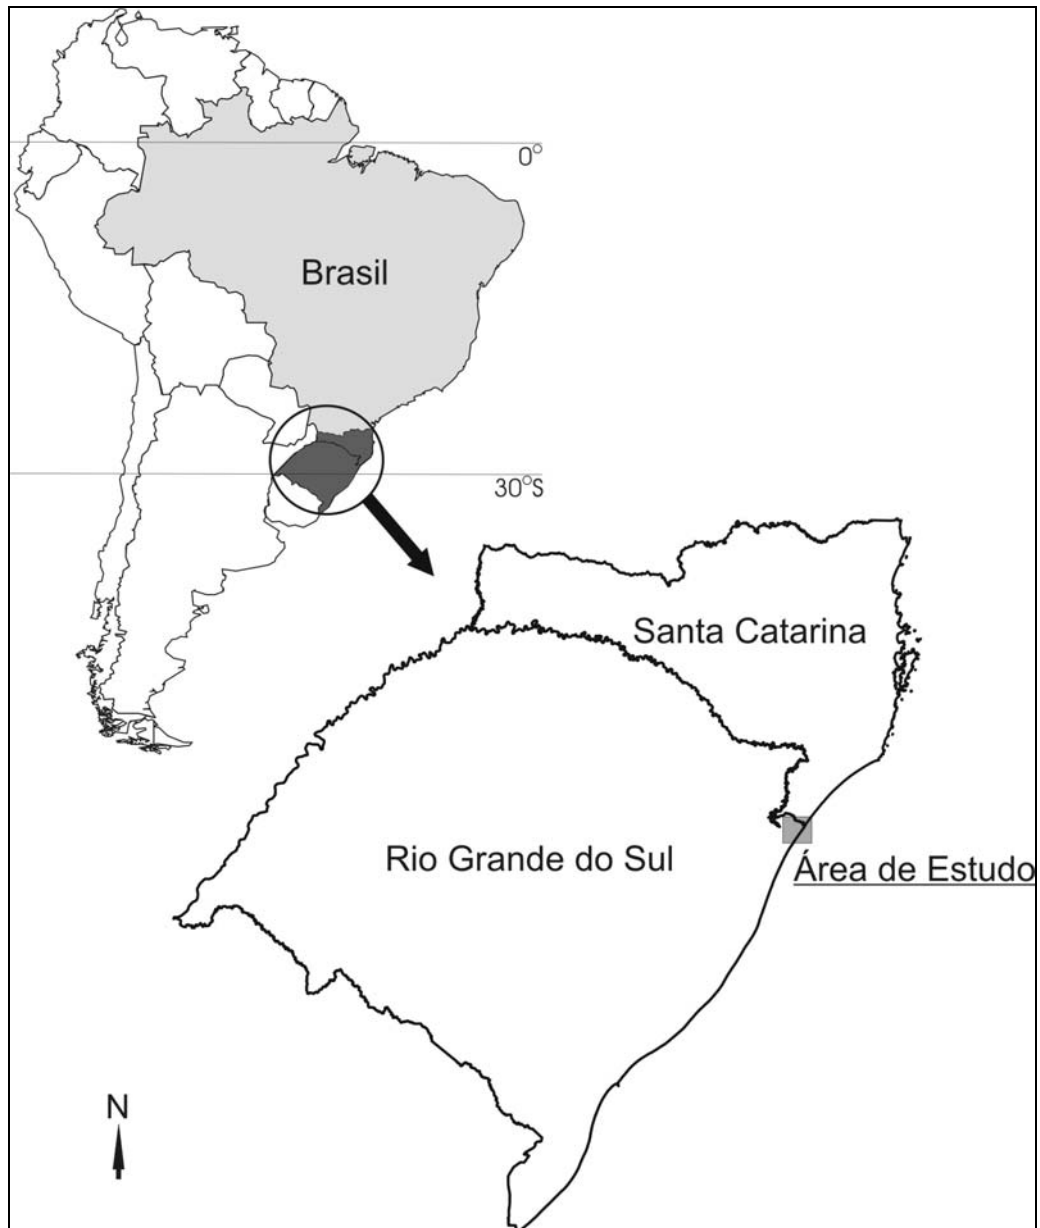 0°
Brasil
30°S
Santa Catarina
Rio Grande do Sul
Área de Estudo
N